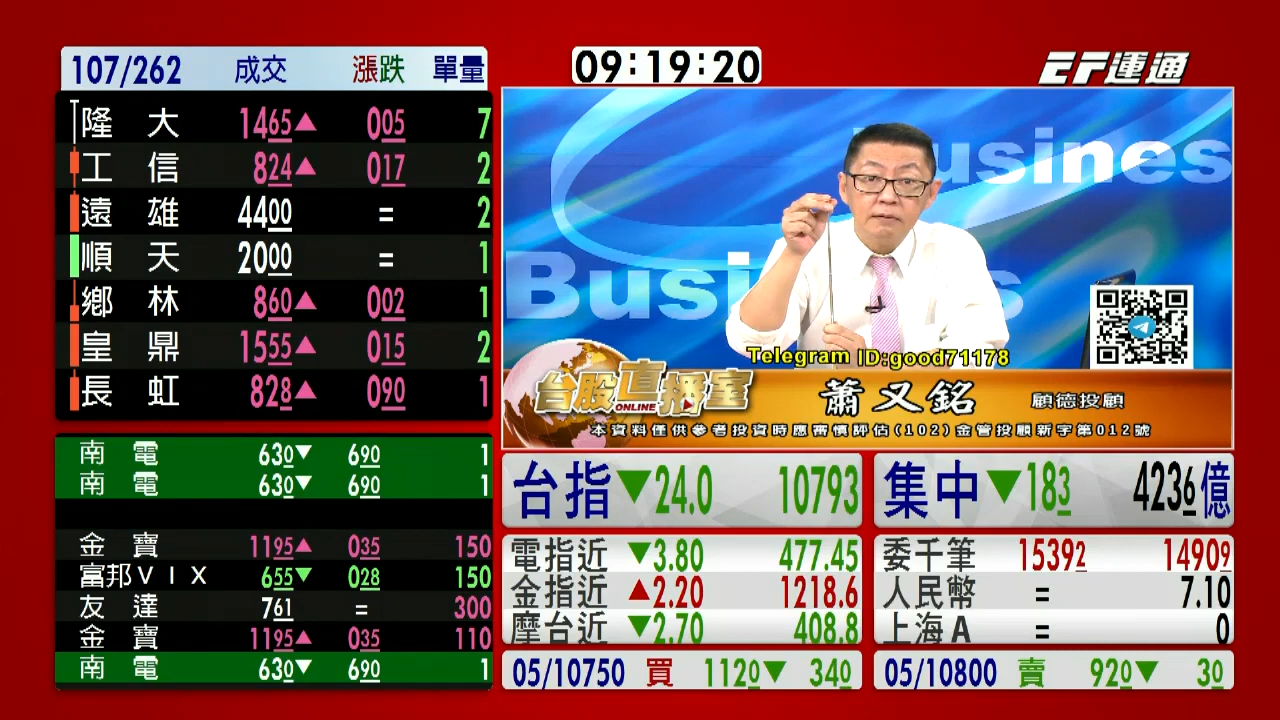 107/262 成交 漲跌 單量
隆大 1465▲ 005 7
工信 824▲ 017 2
遠雄 4400 = 2
順天 2000 = 1
鄉林 860▲ 002 1
皇鼎 1555▲ 015 2
長虹 828▲ 090 1
南電 630▼ 690 1
南電 630▼ 690 1
金寶 1195▲ 035 150
富邦VIX 655▼ 028 150
友達 761 = 300
金寶 1195▲ 035 110
南電 630▼ 690 1
09:19:20
EF運通
Business
Business
Telegram ID:good71178
台股直播室
ONLINE
蕭又銘 顧德投顧
本資料僅供參考投資時應審慎評估(102)金管投顧新字第012號
台指▼24.0 10793
集中▼183 4236億
電指近▼3.80 477.45
金指近▲2.20 1218.6
摩台近▼2.70 408.8
委千筆 15392 14909
人民幣 = 7.10
上海A = 0
05/10750 買 1120▼ 340
05/10800 賣 920▼ 30